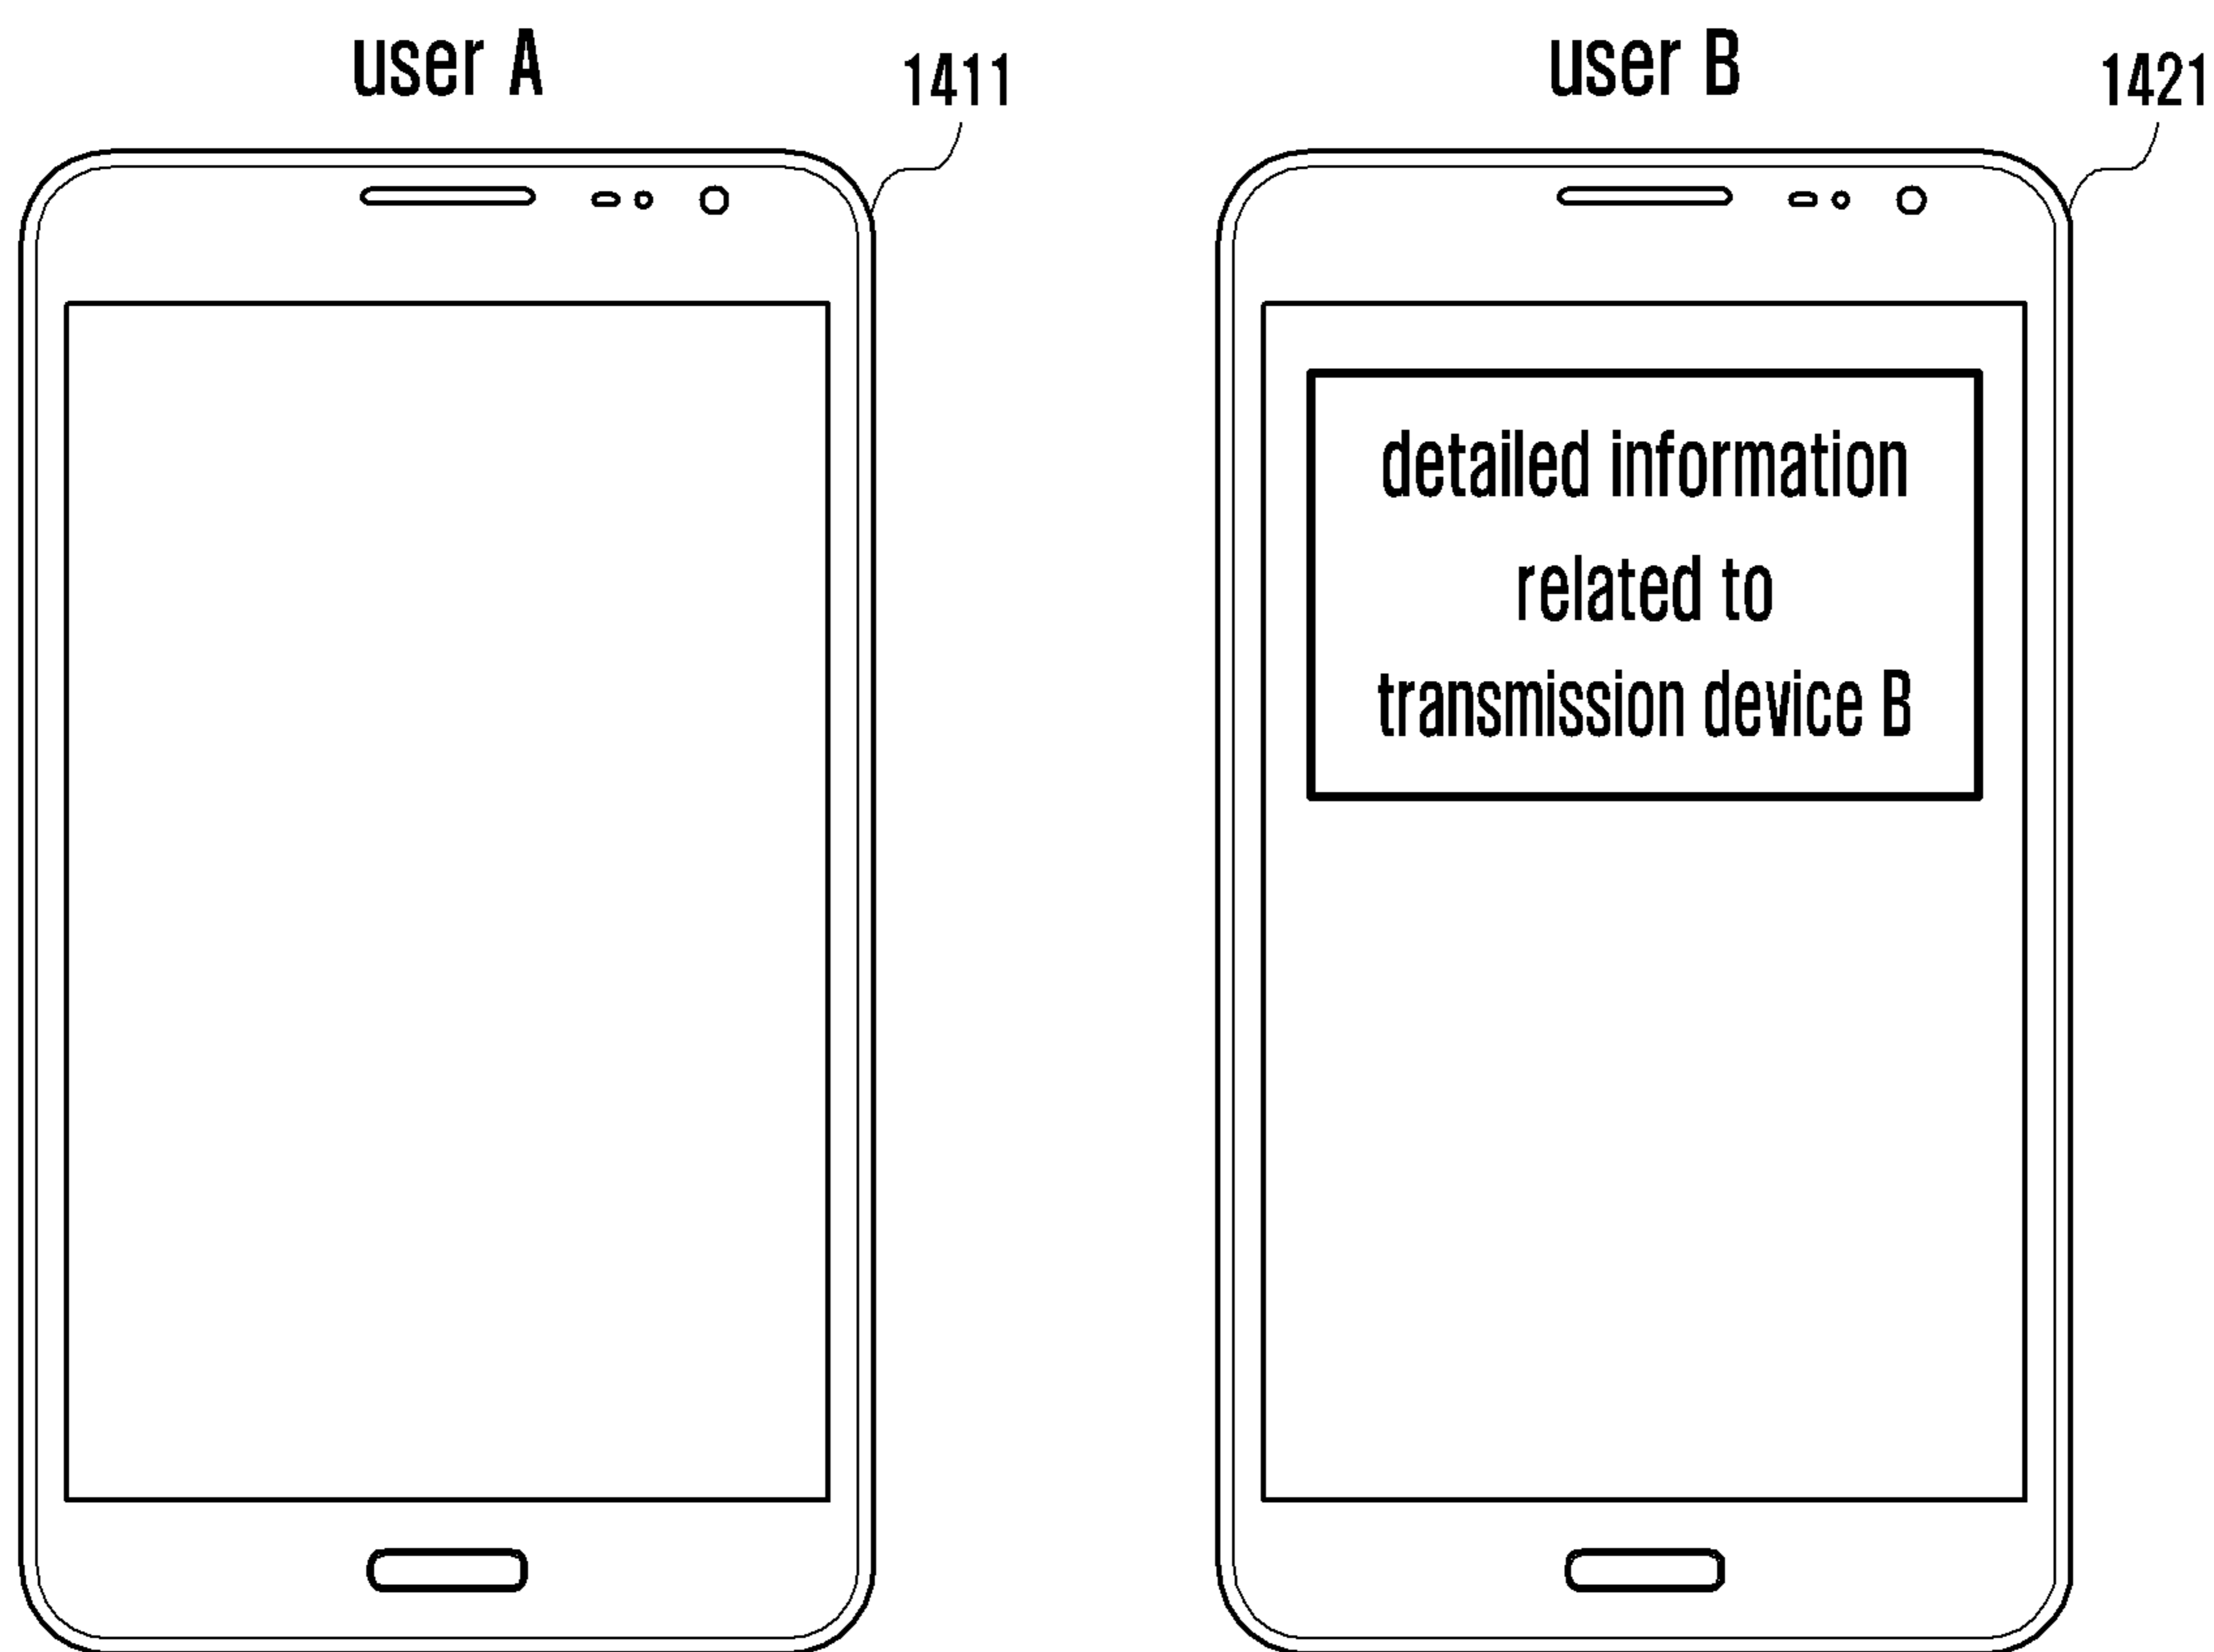 user A
1411
user B
1421
detailed information
related to
transmission device B